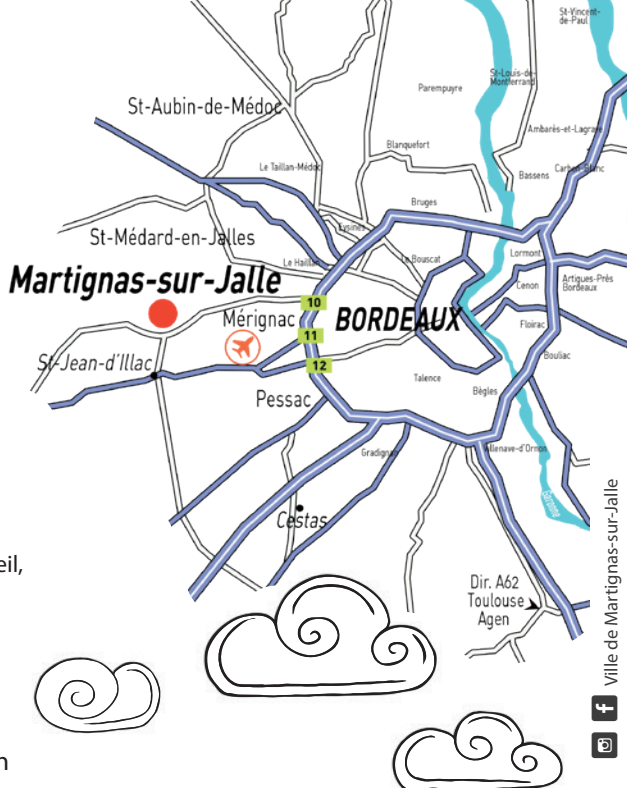 St-Vincent-
de-Paul
St-Louis-de-
Montferrand
Parempuyre
St-Aubin-de-Médoc
Ambarès-et-Lagrave
Blanquefort
Le Taillan-Médoc
Carbon-Blanc
Bassens
Bruges
Eysines
St-Médard-en-Jalles
Lormont
Le Bouscat
Le Haillan
Martignas-sur-Jalle
Artigues-Près
Bordeaux
Cenon
10
Mérignac
BORDEAUX
Floirac
11
Bouliac
St-Jean-d'Illac
12
Talence
Bègles
Pessac
Villenave-d'Ornon
Gradignan
Garonne
Cestas
eil,
Dir. A62
Toulouse
Agen
Ville de Martignas-sur-Jalle
f
n